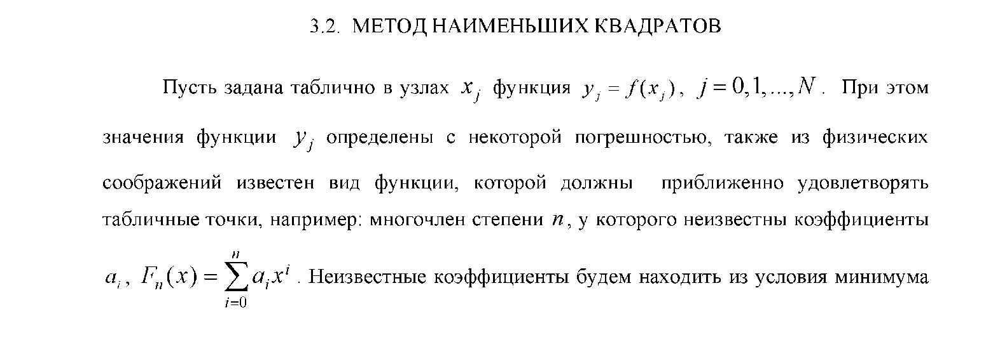 3.2. МЕТОД НАИМЕНЬШИХ КВАДРАТОВ
Пусть задана таблично в узлах x_j функция y_j = f(x_j), j = 0,1,...,N. При этом
значения функции y_j определены с некоторой погрешностью, также из физических
соображений известен вид функции, которой должны приближенно удовлетворять
табличные точки, например: многочлен степени n, у которого неизвестны коэффициенты
a_i, F_n(x) = \sum_{i=0}^{n} a_i x^i. Неизвестные коэффициенты будем находить из условия минимума